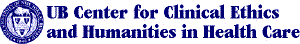 UB Center for Clinical Ethics
and Humanities in Health Care